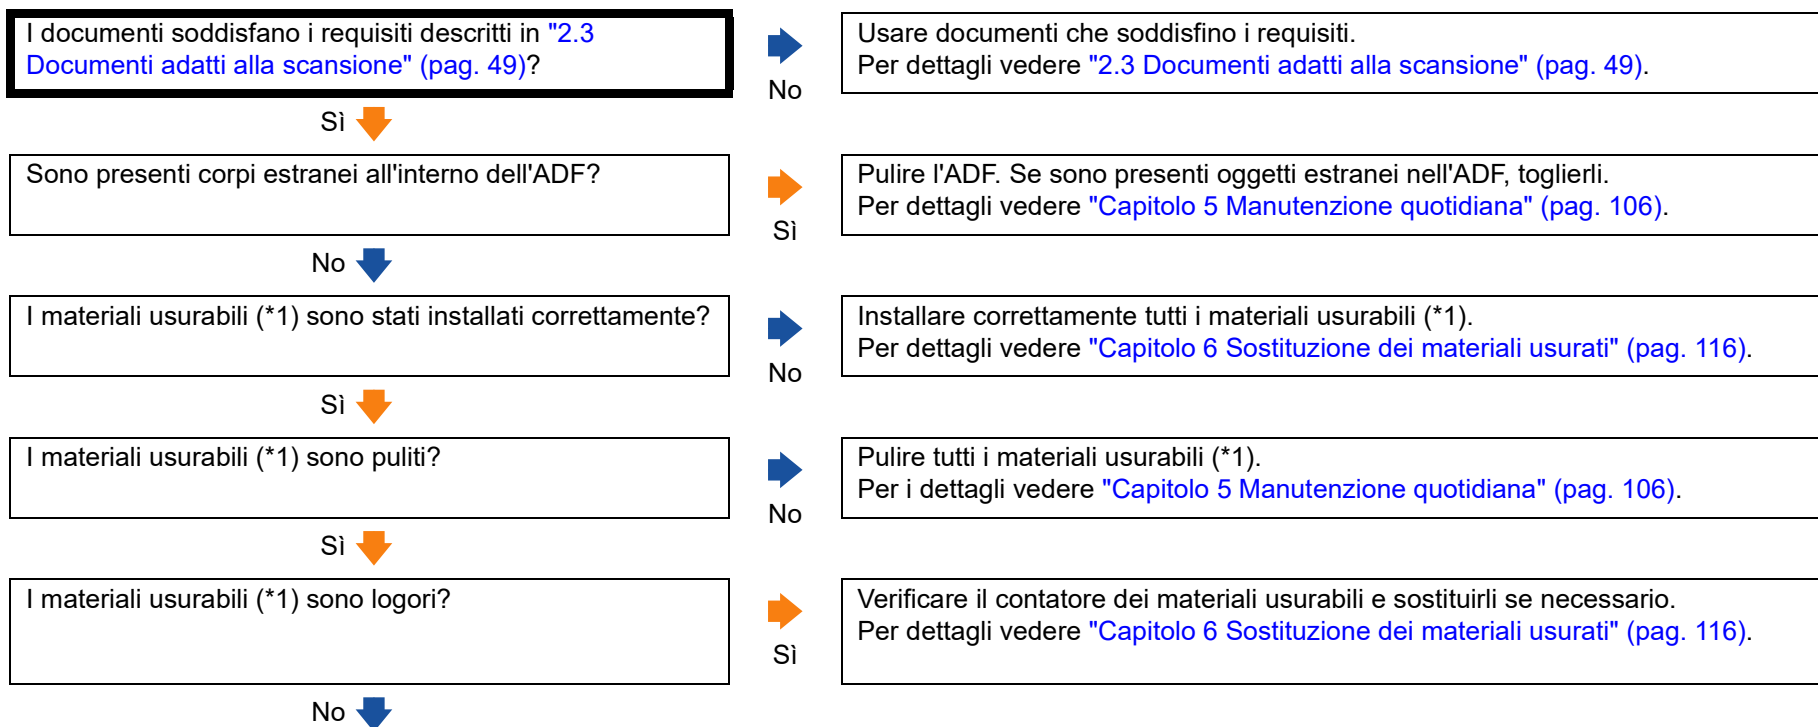 I documenti soddisfano i requisiti descritti in "2.3
Documenti adatti alla scansione" (pag. 49)?
No
Usare documenti che soddisfino i requisiti.
Per dettagli vedere "2.3 Documenti adatti alla scansione" (pag. 49).
Sì
Sono presenti corpi estranei all'interno dell'ADF?
Sì
Pulire l'ADF. Se sono presenti oggetti estranei nell'ADF, toglierli.
Per dettagli vedere "Capitolo 5 Manutenzione quotidiana" (pag. 106).
No
I materiali usurabili (*1) sono stati installati correttamente?
No
Installare correttamente tutti i materiali usurabili (*1).
Per dettagli vedere "Capitolo 6 Sostituzione dei materiali usurati" (pag. 116).
Sì
I materiali usurabili (*1) sono puliti?
No
Pulire tutti i materiali usurabili (*1).
Per i dettagli vedere "Capitolo 5 Manutenzione quotidiana" (pag. 106).
Sì
I materiali usurabili (*1) sono logori?
Sì
Verificare il contatore dei materiali usurabili e sostituirli se necessario.
Per dettagli vedere "Capitolo 6 Sostituzione dei materiali usurati" (pag. 116).
No